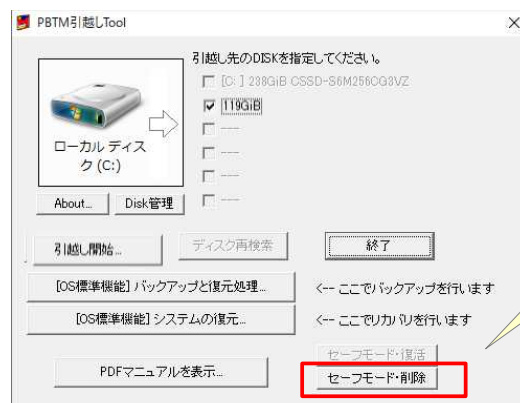 PBTM引越しTool
引越し先のDISKを指定してください。
[C: ] 238GiB CSSD-S6M256CG3VZ
119GiB
---
---
---
---
ローカル ディス
ク (C:)
About...
Disk管理
引越し開始...
ディスク再検索
終了
[OS標準機能] バックアップと復元処理...
<-- ここでバックアップを行います
[OS標準機能] システムの復元...
<-- ここでリカバリを行います
セーフモード・復活
PDFマニュアルを表示...
セーフモード・削除